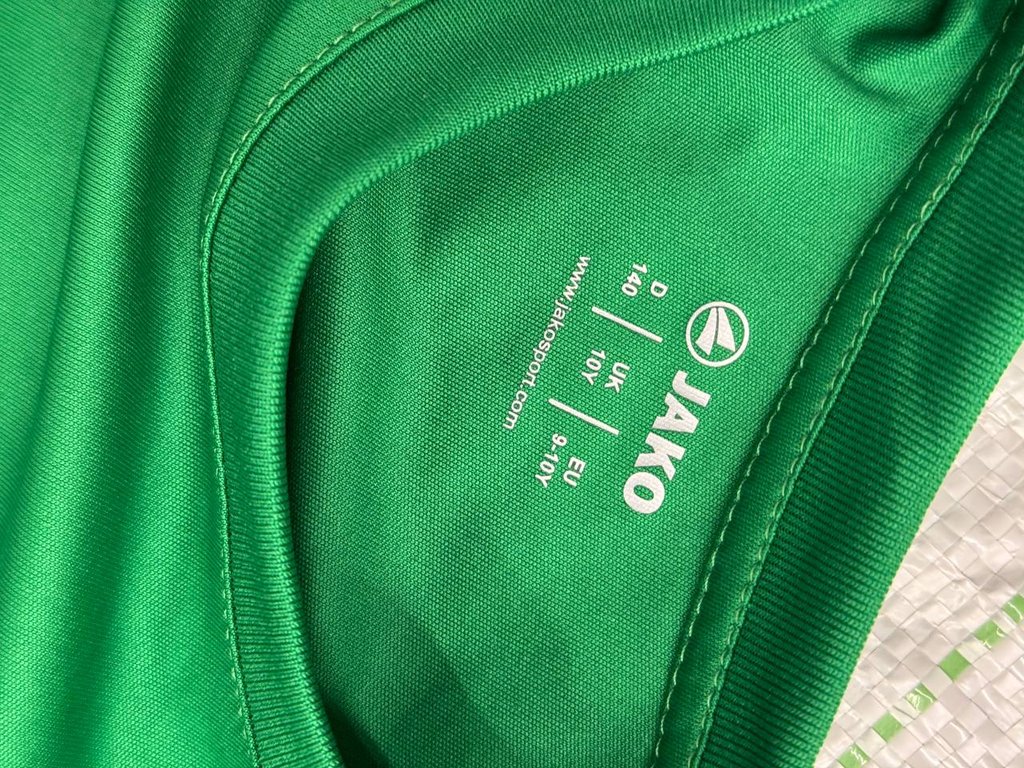 JAKO
D | UK | EU
140 | 10Y | 9-10Y
www.jakosport.com